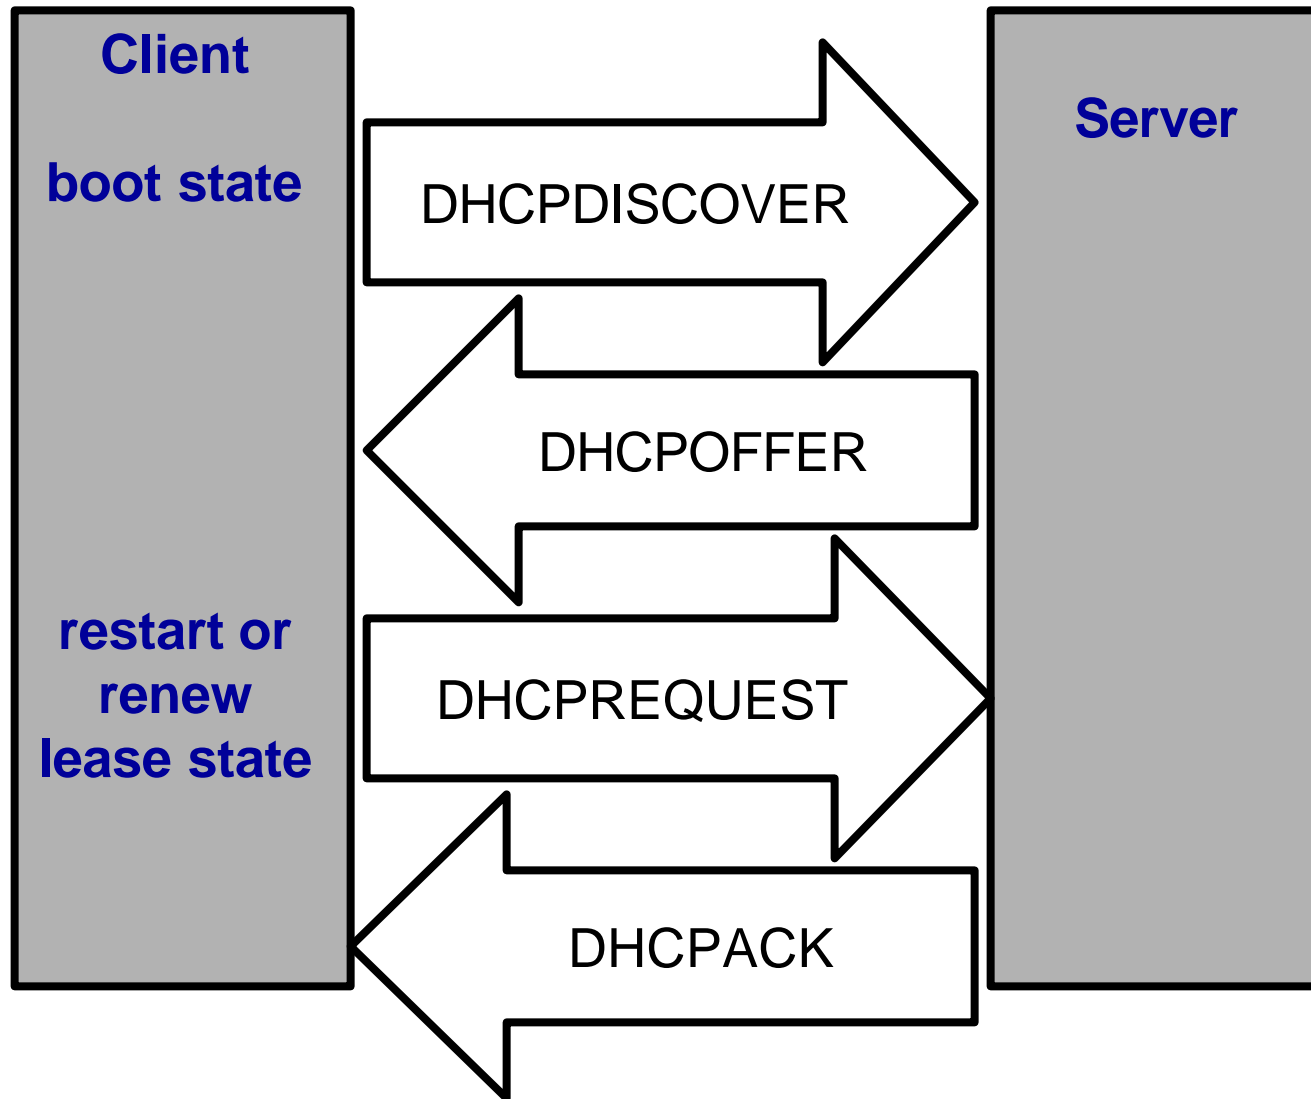 Client
boot state
Server
DHCPDISCOVER
DHCPOFFER
restart or
renew
lease state
DHCPREQUEST
DHCPACK